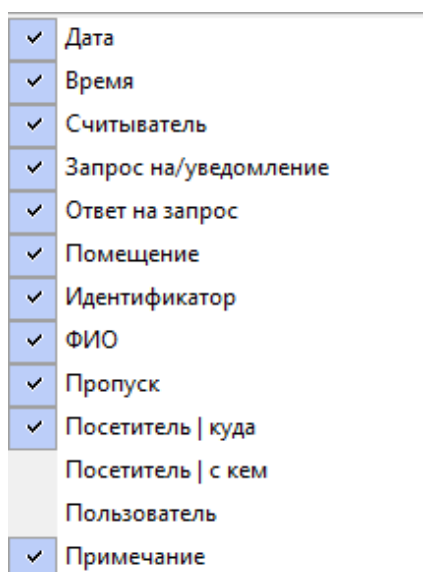 Дата
Время
Считыватель
Запрос на/уведомление
Ответ на запрос
Помещение
Идентификатор
ФИО
Пропуск
Посетитель | куда
Посетитель | с кем
Пользователь
Примечание